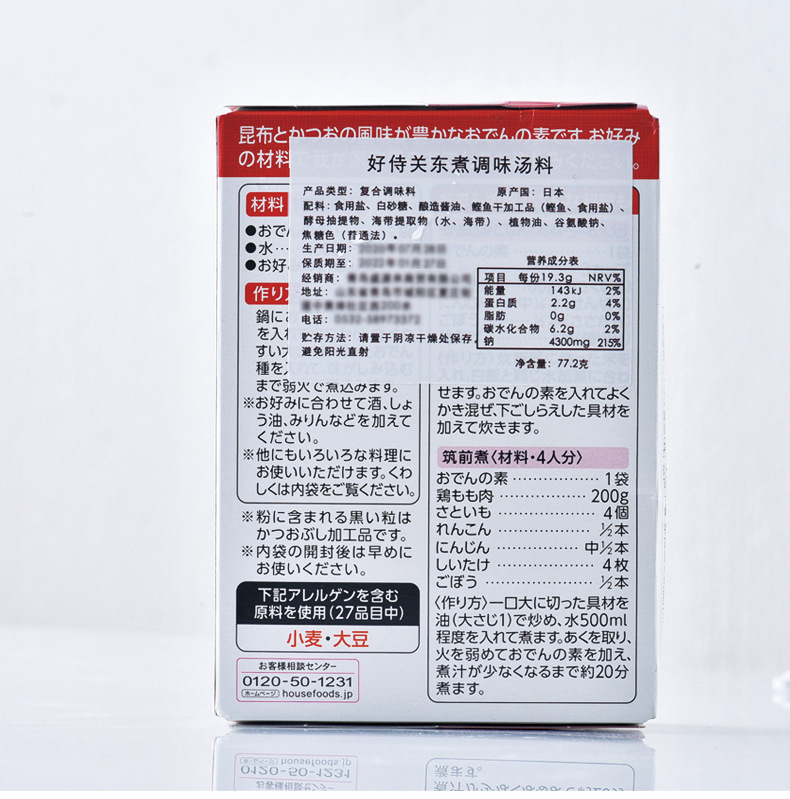 昆布とかつおの風味が豊かなおでんの素です。お好み
の材料
好侍关东煮调味汤料
产品类型：复合调味料 原产国：日本
配料：食用盐、白砂糖、酿造酱油、鲣鱼干加工品（鲣鱼、食用盐）、
酵母抽提物、海带提取物（水、海带）、植物油、谷氨酸钠、
焦糖色（苷通法）。
生产日期：
保质期至：
经销商：
地址：
电话：
贮存方法：请置于阴凉干燥处保存，
避免阳光直射
营养成分表
项目 每份19.3g NRV%
能量 143kJ 2%
蛋白质 2.2g 4%
脂肪 0g 0%
碳水化合物 6.2g 2%
钠 4300mg 215%
净含量：77.2克
材料
●おでん
●水…
●お好
作り方
鍋に
を入れ
すい
種を
まで弱火で煮込みます。
※お好みに合わせて酒、しょ
う油、みりんなどを加えて
ください。
※他にもいろいろな料理に
お使いいただけます。くわ
しくは内袋をご覧ください。
※粉に含まれる黒い粒は
かつおぶし加工品です。
※内袋の開封後は早めに
お使いください。
下記アレルゲンを含む
原料を使用（27品目中）
小麦・大豆
お客様相談センター
0120-50-1231
ホームページ housefoods.jp
せます。おでんの素を入れてよく
かき混ぜ、下ごしらえした具材を
加えて炊きます。
筑前煮〈材料・4人分〉
おでんの素……………1袋
鶏もも肉……………200g
さといも……………4個
れんこん……………½本
にんじん……………中½本
しいたけ……………4枚
ごぼう……………½本
〈作り方〉一口大に切った具材を
油（大さじ1）で炒め、水500ml
程度を入れて煮ます。あくを取り、
火を弱めておでんの素を加え、
煮汁が少なくなるまで約20分
煮ます。